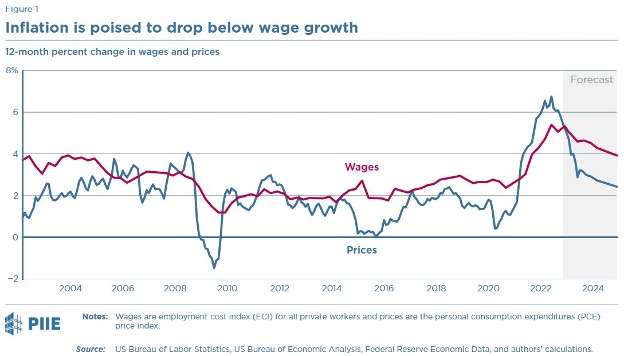 Figure 1
Inflation is poised to drop below wage growth
12-month percent change in wages and prices
8%
Forecast
6
4
Wages
2
0
Prices
−2
2004 2006 2008 2010 2012 2014 2016 2018 2020 2022 2024
PIIE
Notes: Wages are employment cost index (ECI) for all private workers and prices are the personal consumption expenditures (PCE)
price index.
Source: US Bureau of Labor Statistics, US Bureau of Economic Analysis, Federal Reserve Economic Data, and authors' calculations.